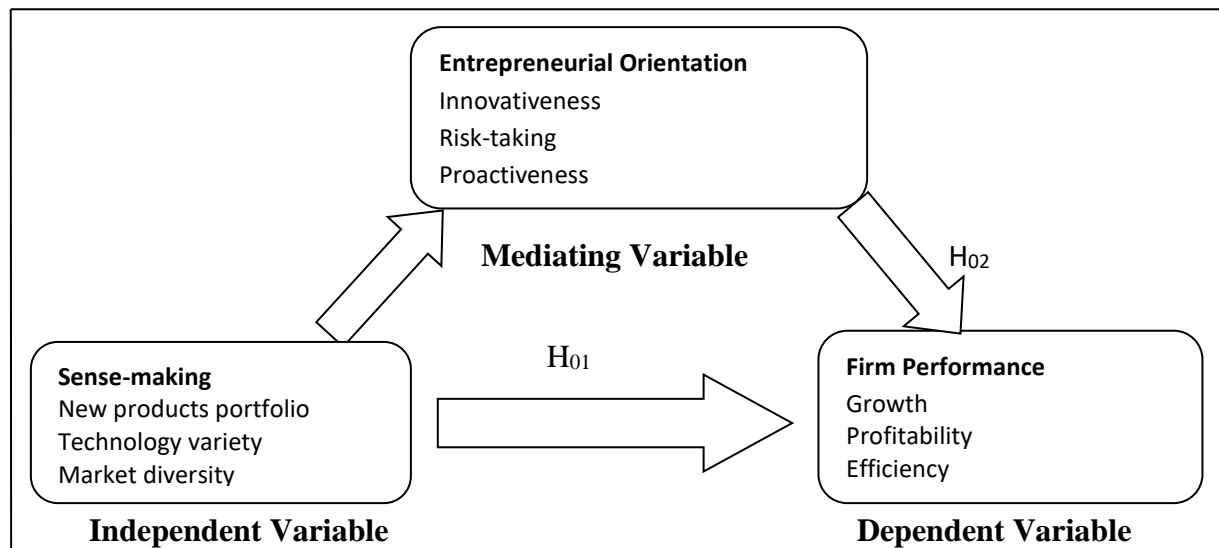 Entrepreneurial Orientation
Innovativeness
Risk-taking
Proactiveness
Mediating Variable
H02
H01
Sense-making
New products portfolio
Technology variety
Market diversity
Independent Variable
Firm Performance
Growth
Profitability
Efficiency
Dependent Variable